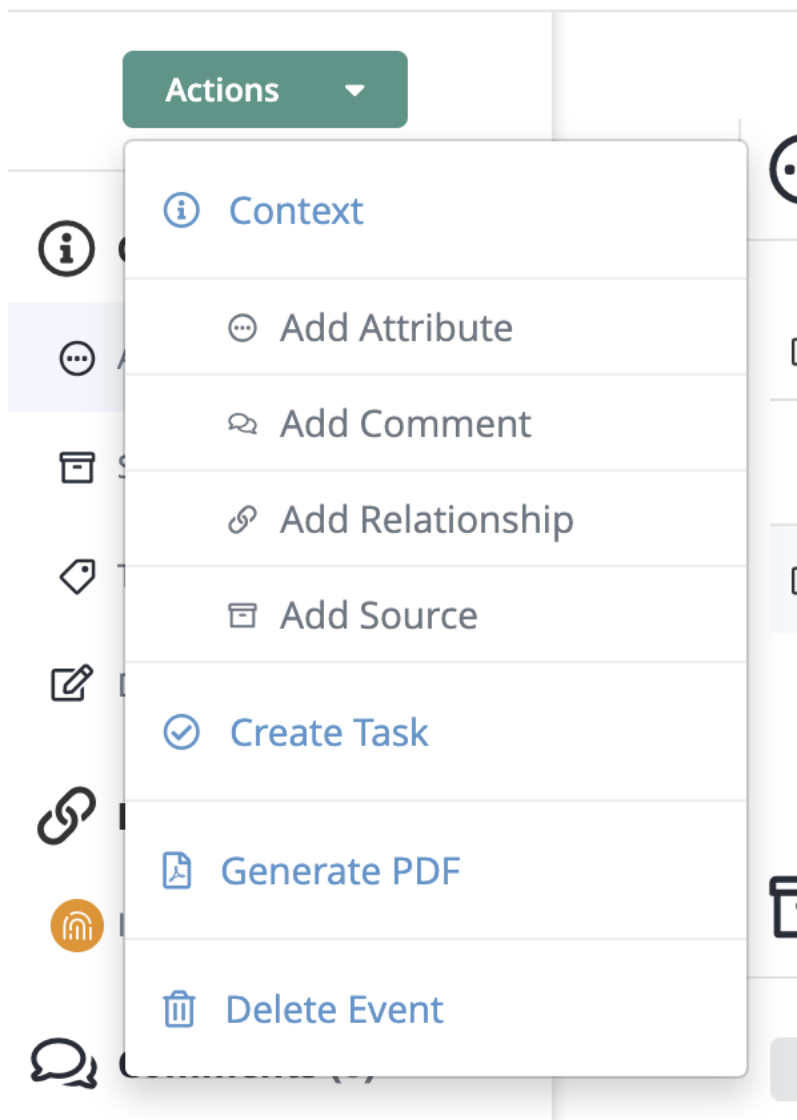 Actions
Context
Add Attribute
Add Comment
Add Relationship
Add Source
Create Task
Generate PDF
Delete Event